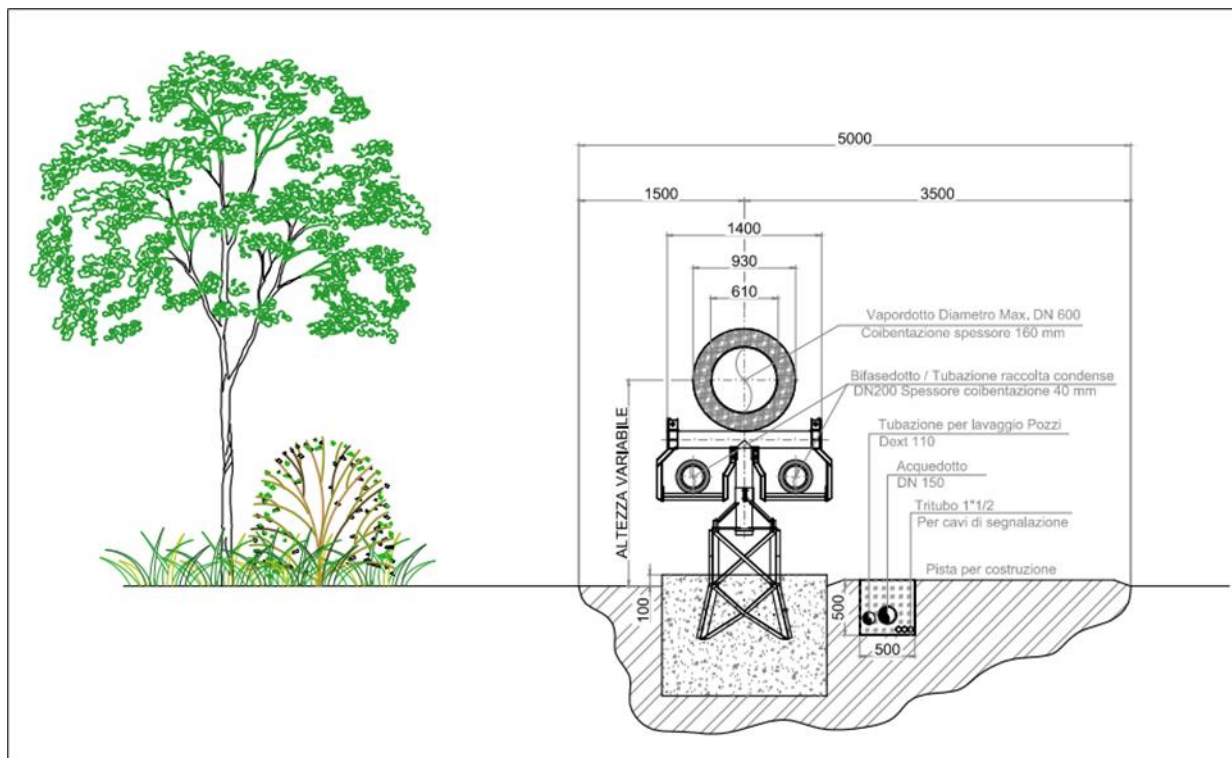 5000
1500
3500
1400
930
610
Vapordotto Diametro Max, DN 600
Coibentazione spessore 160 mm
Bifasedotto / Tubazione raccolta condense
DN200 Spessore coibentazione 40 mm
ALTEZZA VARIABILE
Tubazione per lavaggio Pozzi
Dext 110
Acquedotto
DN 150
Tritubo 1"1/2
Per cavi di segnalazione
Pista per costruzione
100
500
500